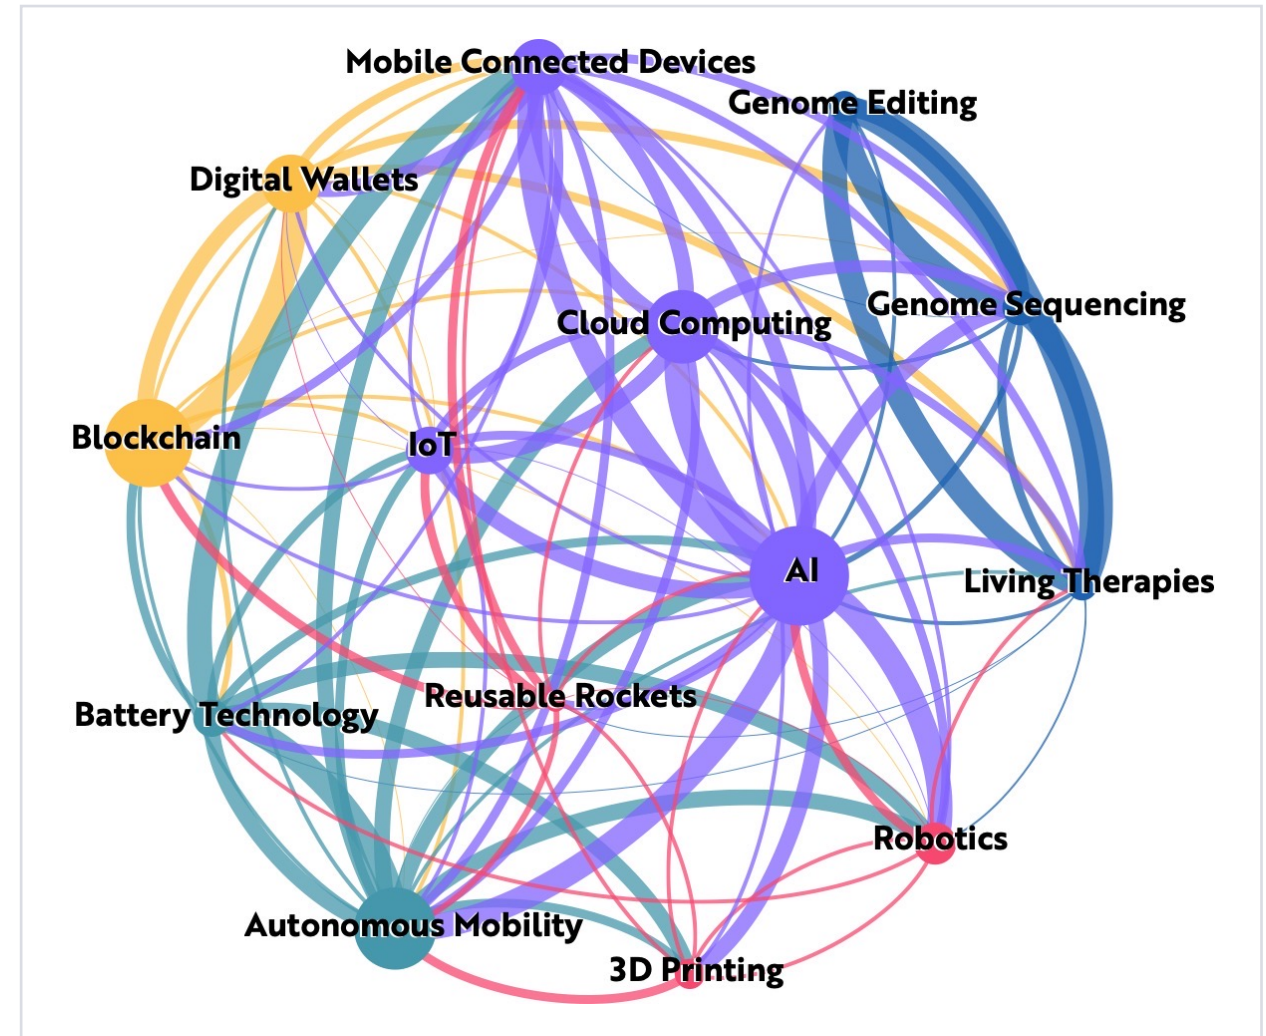 Mobile Connected Devices
Genome Editing
Digital Wallets
Genome Sequencing
Cloud Computing
Blockchain
IoT
AI
Living Therapies
Reusable Rockets
Battery Technology
Robotics
Autonomous Mobility
3D Printing